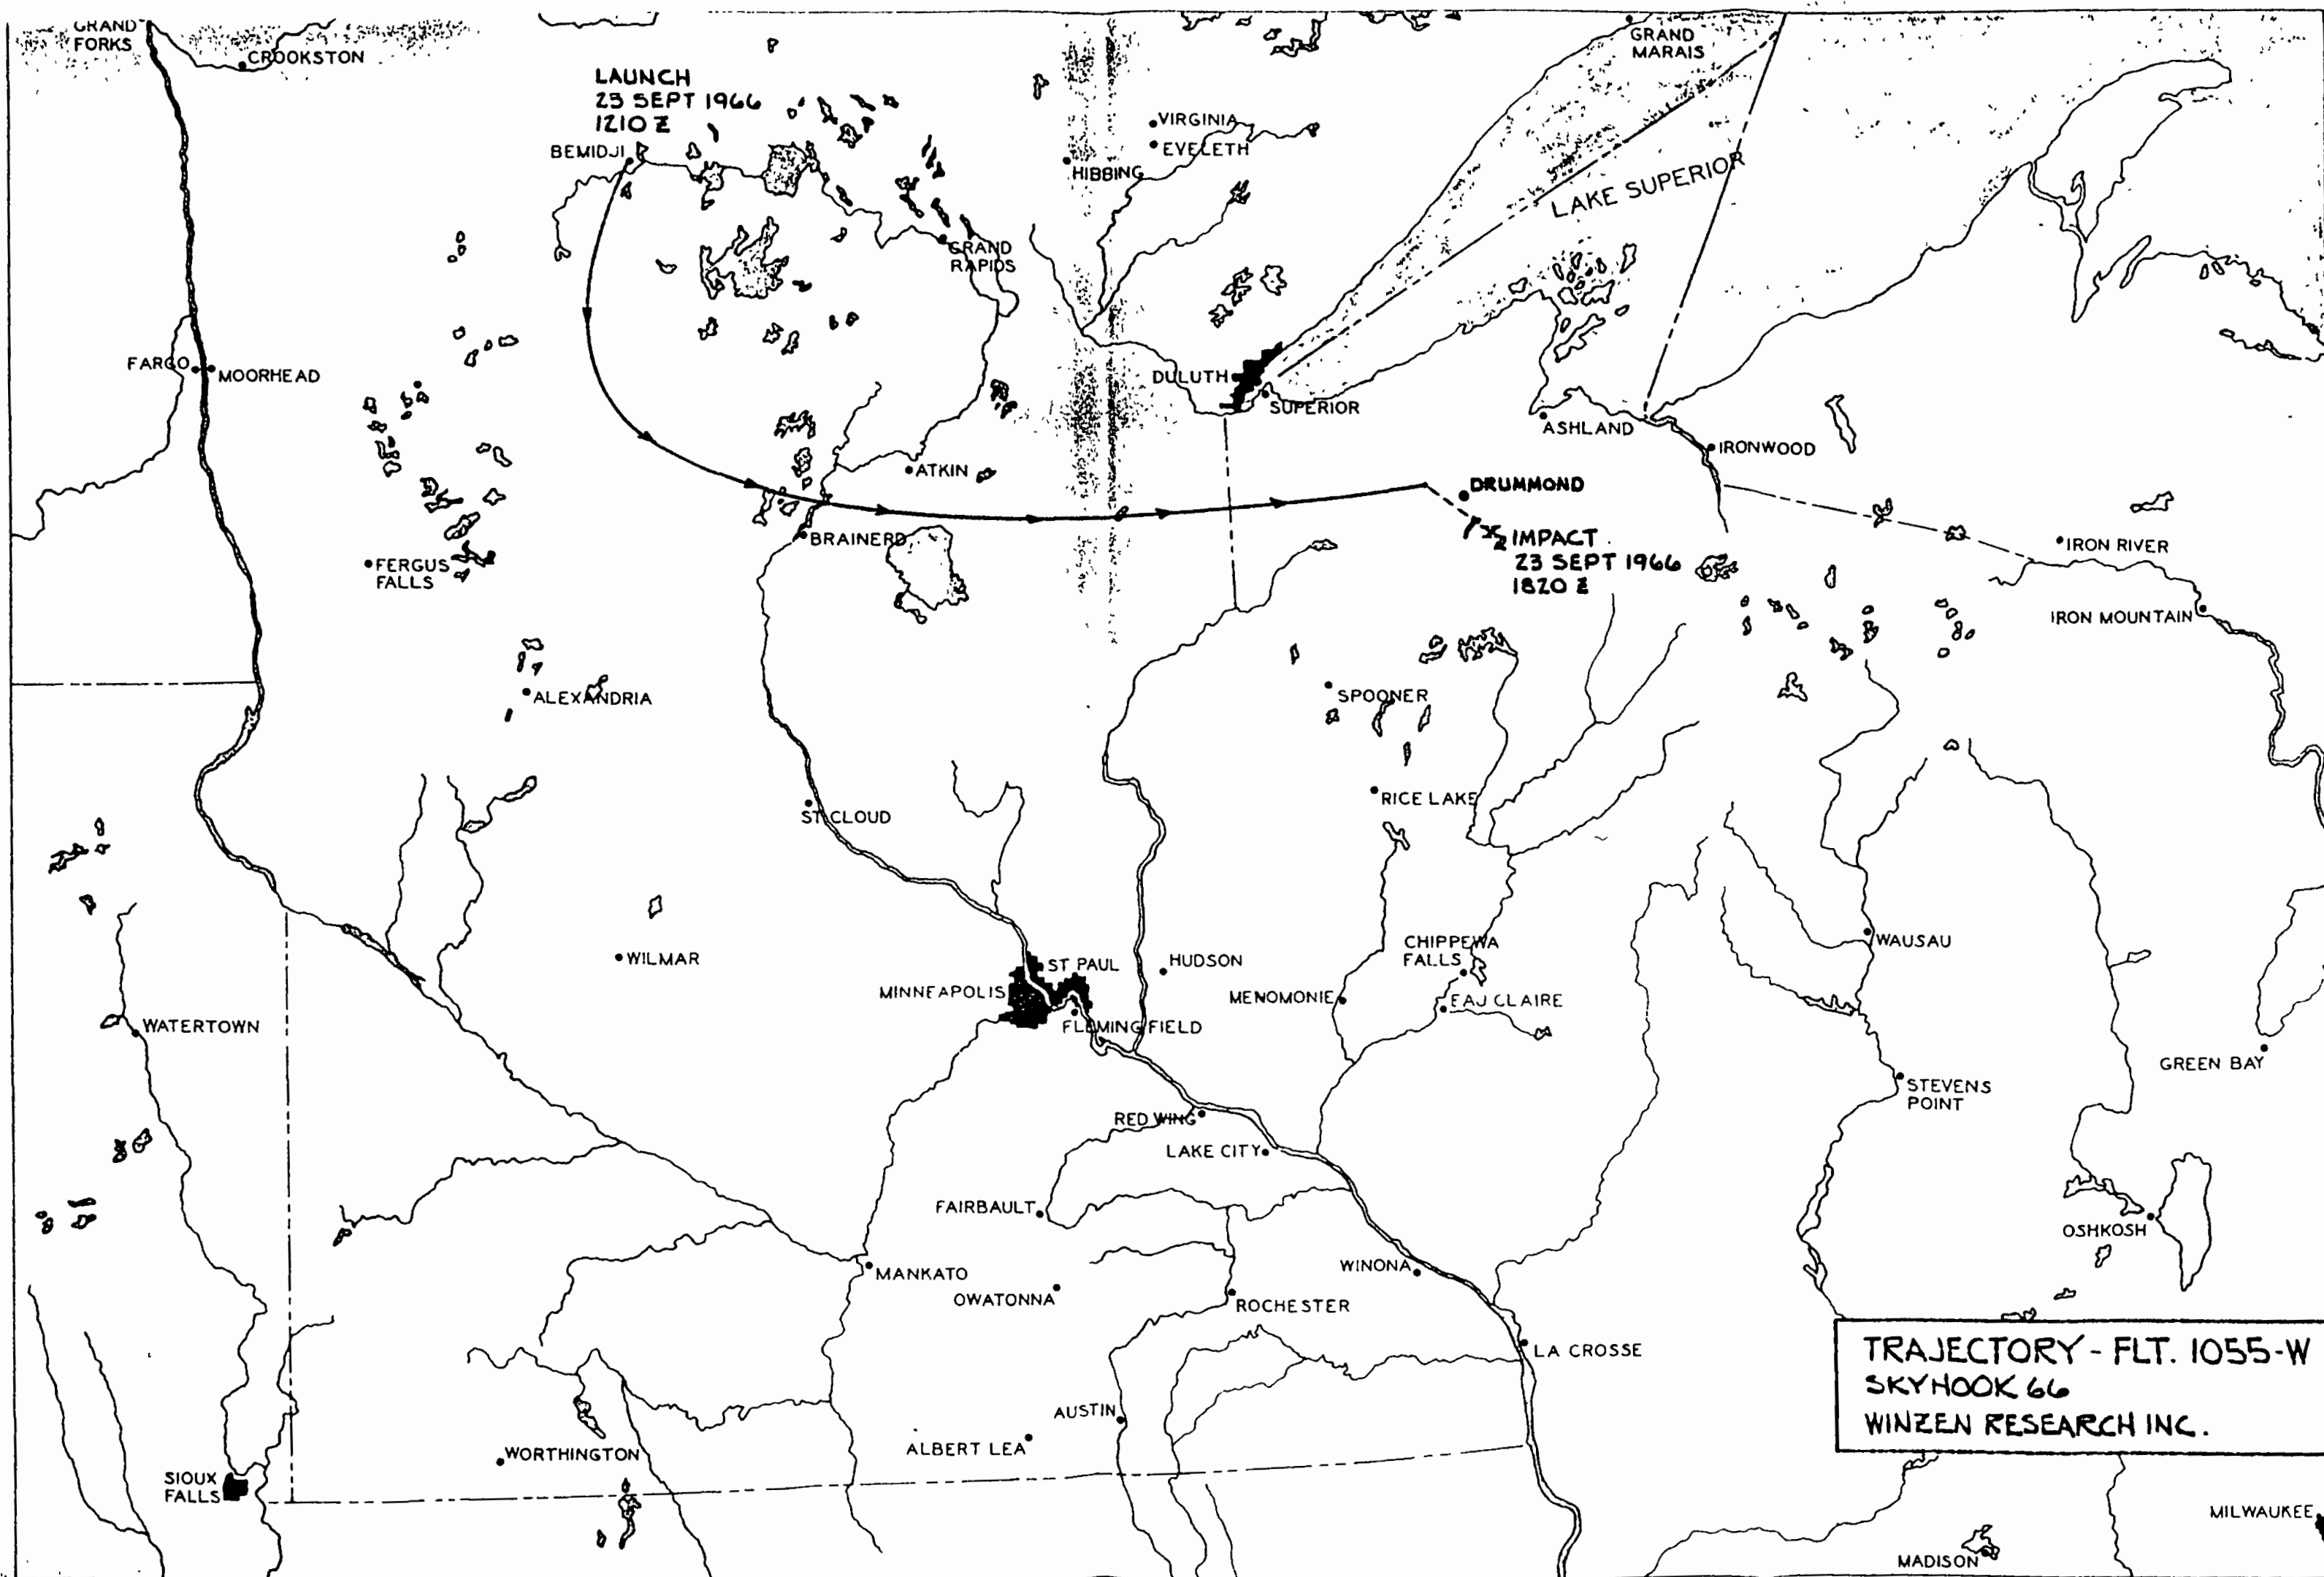 GRAND
FORKS
CROOKSTON
LAUNCH
23 SEPT 1966
1210 Z
BEMIDJI
VIRGINIA
EVELETH
HIBBING
GRAND
MARAIS
LAKE SUPERIOR
GRAND
RAPIDS
FARGO
MOORHEAD
DULUTH
SUPERIOR
ASHLAND
IRONWOOD
ATKIN
DRUMMOND
BRAINERD
IMPACT
23 SEPT 1966
1820 Z
IRON RIVER
FERGUS
FALLS
IRON MOUNTAIN
ALEXANDRIA
SPOONER
RICE LAKE
ST CLOUD
WILMAR
CHIPPEWA
FALLS
WAUSAU
ST PAUL
HUDSON
MINNEAPOLIS
MENOMONIE
EAU CLAIRE
WATERTOWN
FLEMING FIELD
GREEN BAY
STEVENS
POINT
RED WING
LAKE CITY
FAIRBAULT
OSHKOSH
MANKATO
WINONA
OWATONNA
ROCHESTER
LA CROSSE
TRAJECTORY - FLT. 1055-W
SKYHOOK 66
WINZEN RESEARCH INC.
AUSTIN
ALBERT LEA
WORTHINGTON
SIOUX
FALLS
MILWAUKEE
MADISON